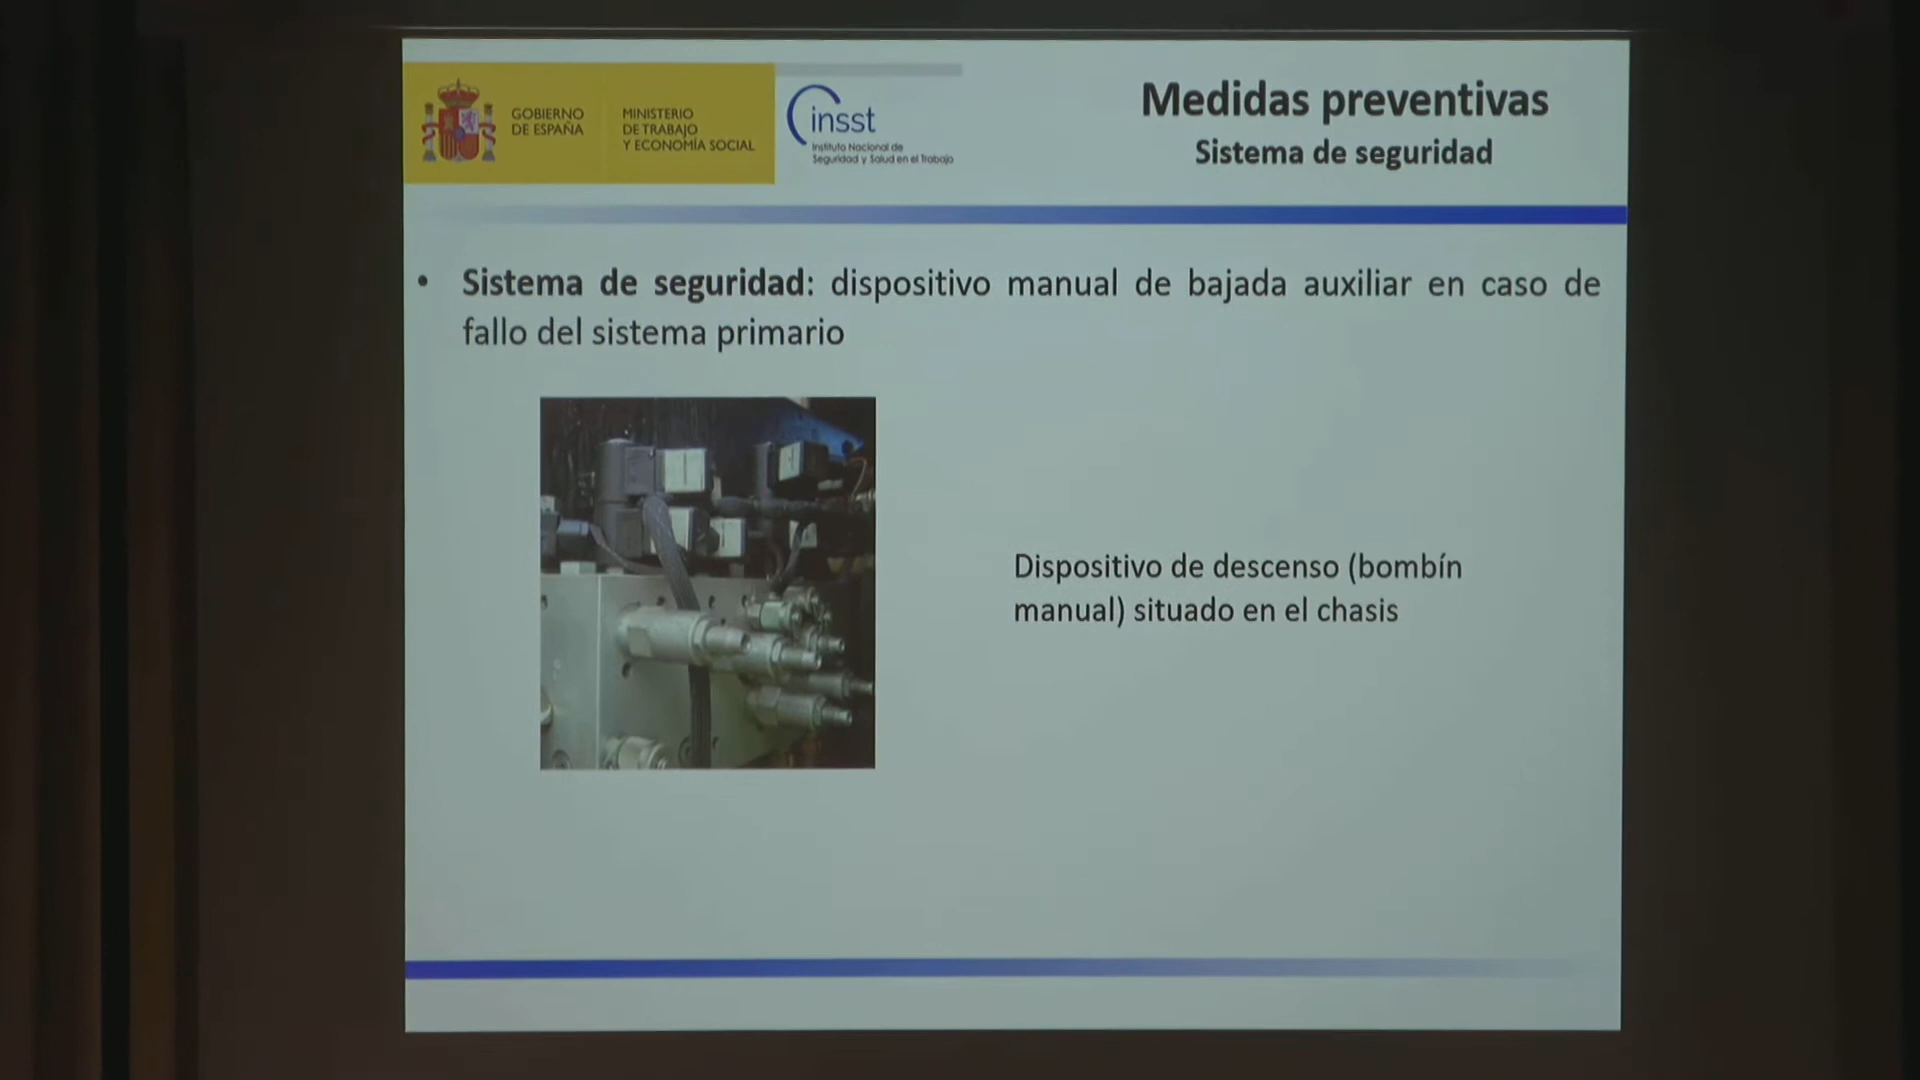 GOBIERNO
DE ESPAÑA
MINISTERIO
DE TRABAJO
Y ECONOMÍA SOCIAL
insst
Instituto Nacional de
Seguridad y Salud en el Trabajo
Medidas preventivas
Sistema de seguridad
• Sistema de seguridad: dispositivo manual de bajada auxiliar en caso de
fallo del sistema primario
Dispositivo de descenso (bombín
manual) situado en el chasis